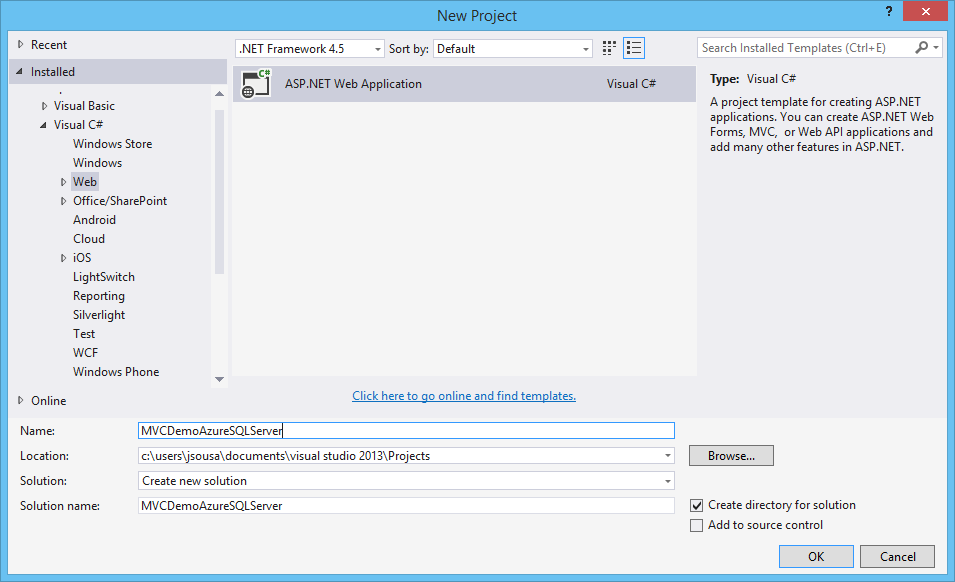 New Project
?
Recent
.NET Framework 4.5
Sort by:
Default
Search Installed Templates (Ctrl+E)
Installed
Visual Basic
Visual C#
Windows Store
Windows
Web
Office/SharePoint
Android
Cloud
iOS
LightSwitch
Reporting
Silverlight
Test
WCF
Windows Phone
Online
C#
ASP.NET Web Application
Visual C#
Type: Visual C#
A project template for creating ASP.NET
applications. You can create ASP.NET Web
Forms, MVC, or Web API applications and
add many other features in ASP.NET.
Click here to go online and find templates.
Name:
MVCDemoAzureSQLServer
Location:
c:\users\jsousa\documents\visual studio 2013\Projects
Browse...
Solution:
Create new solution
Solution name:
MVCDemoAzureSQLServer
Create directory for solution
Add to source control
OK
Cancel